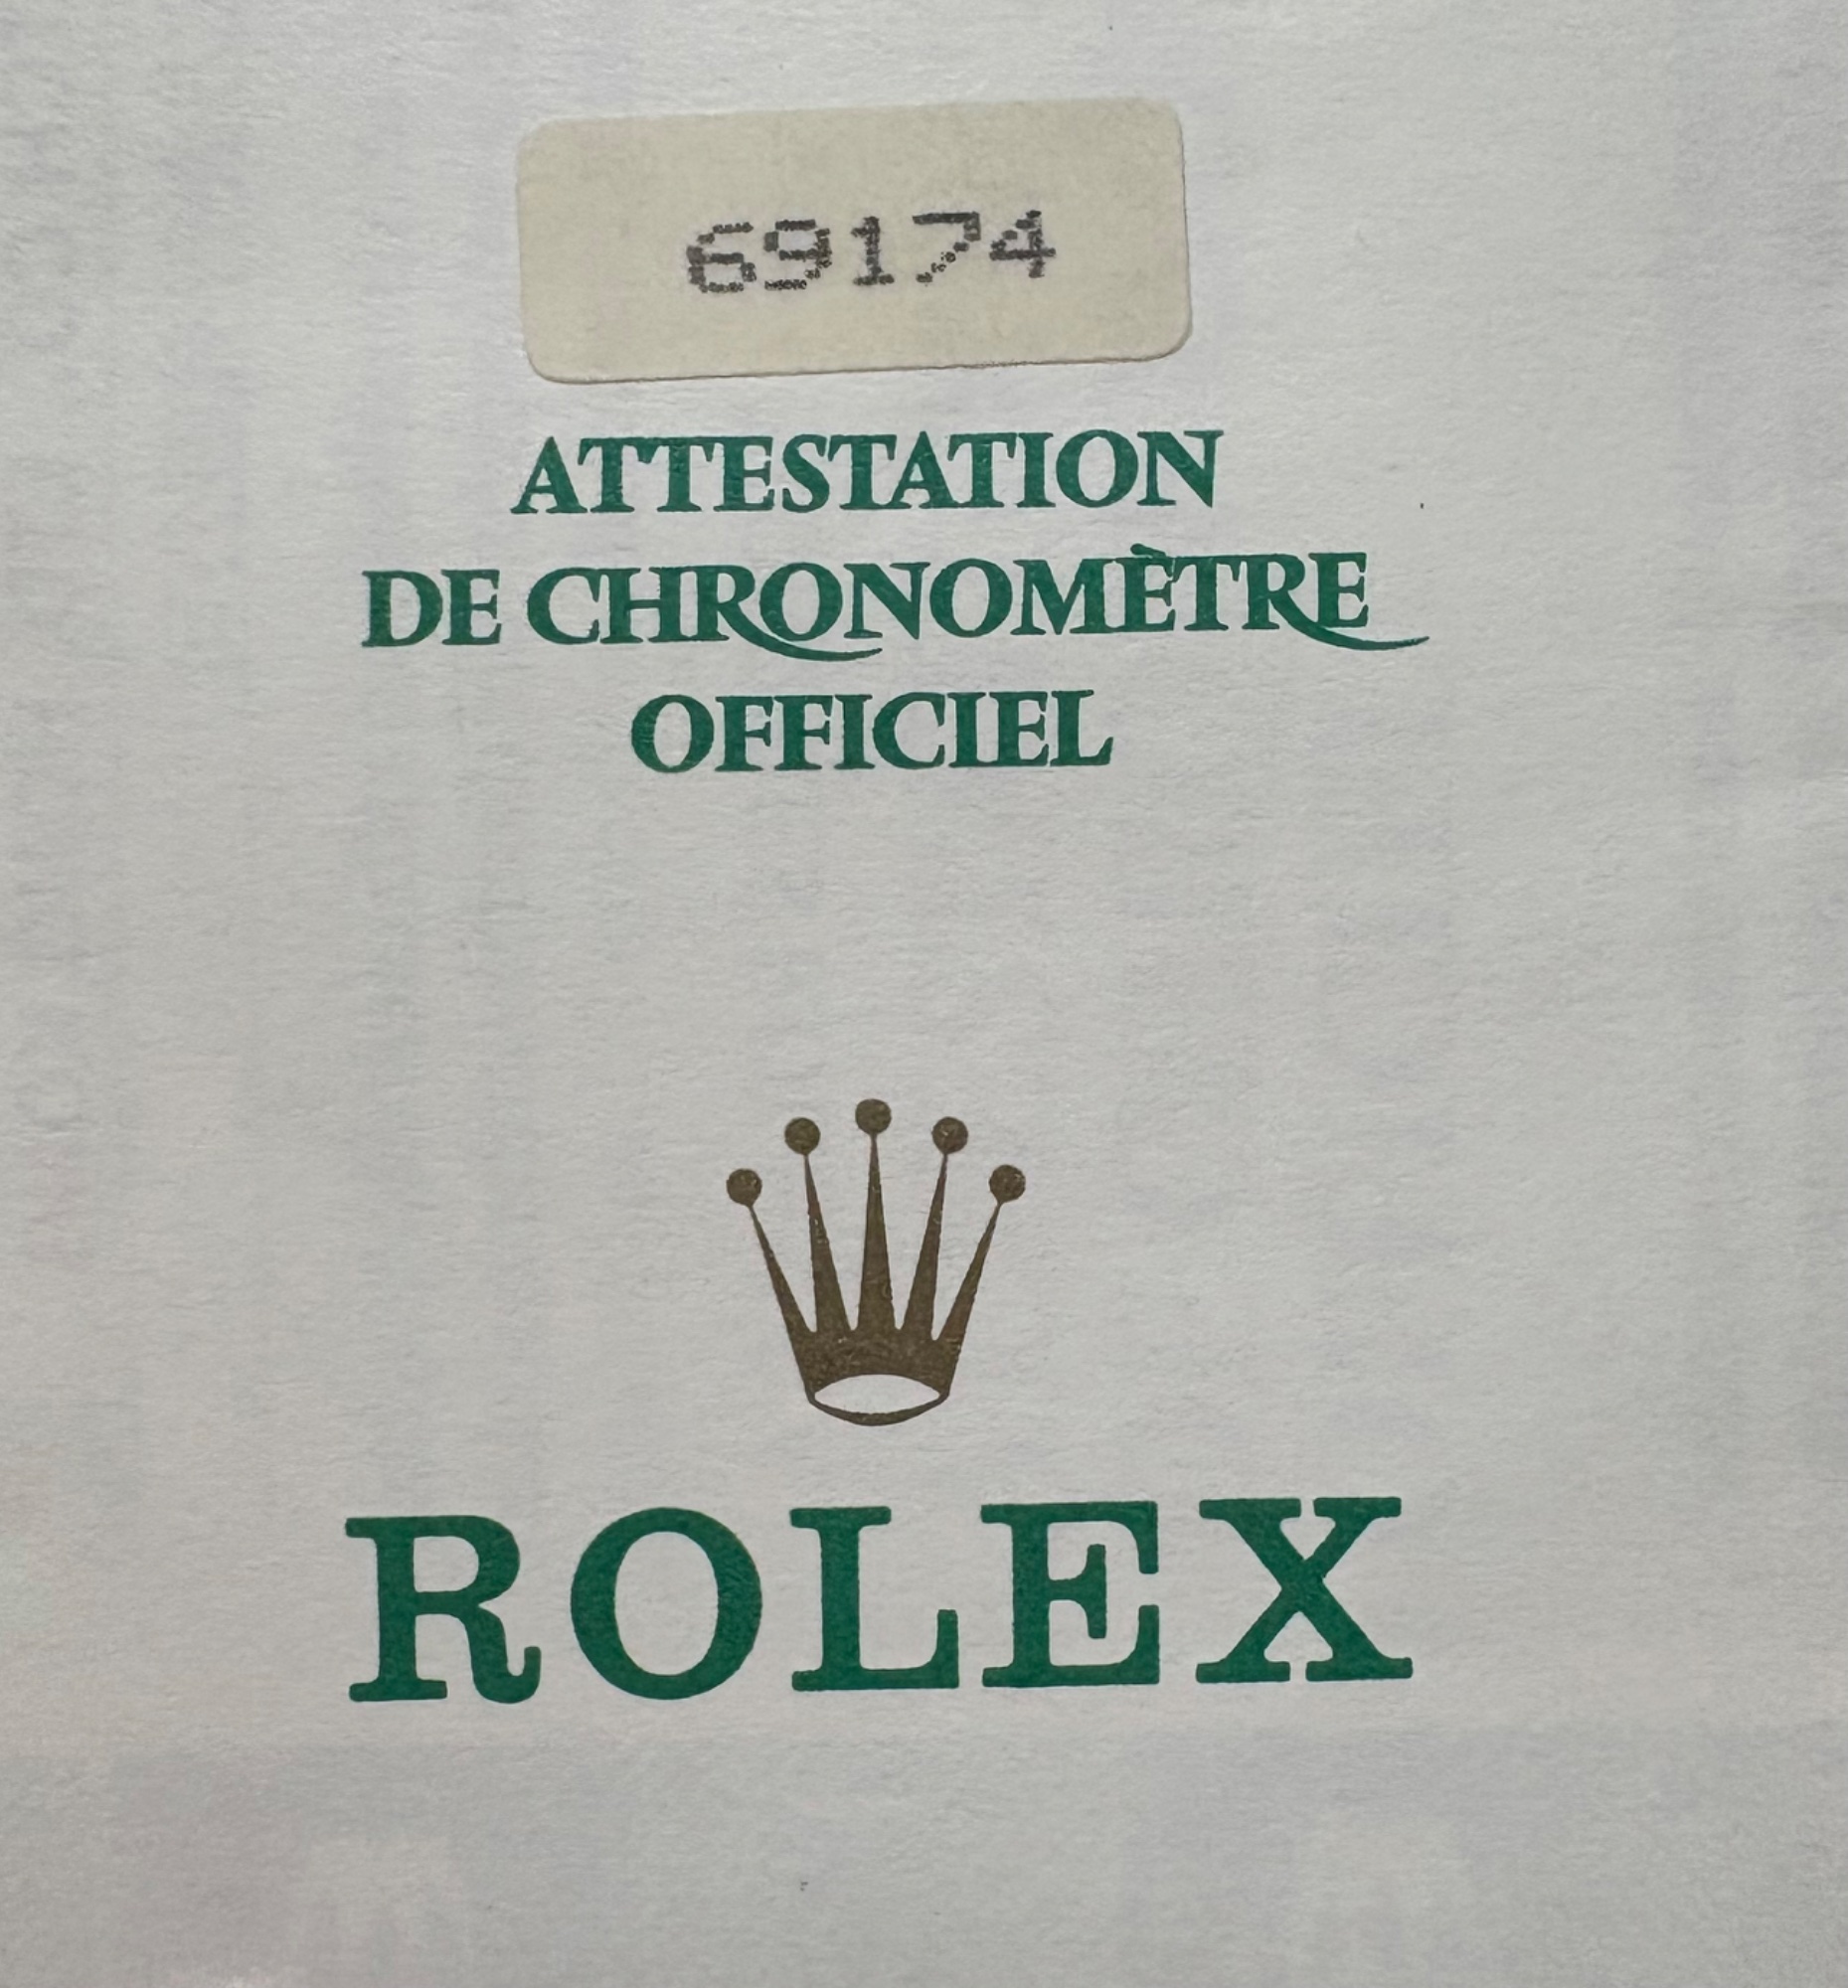 69174
ATTESTATION
DE CHRONOMÈTRE
OFFICIEL
ROLEX